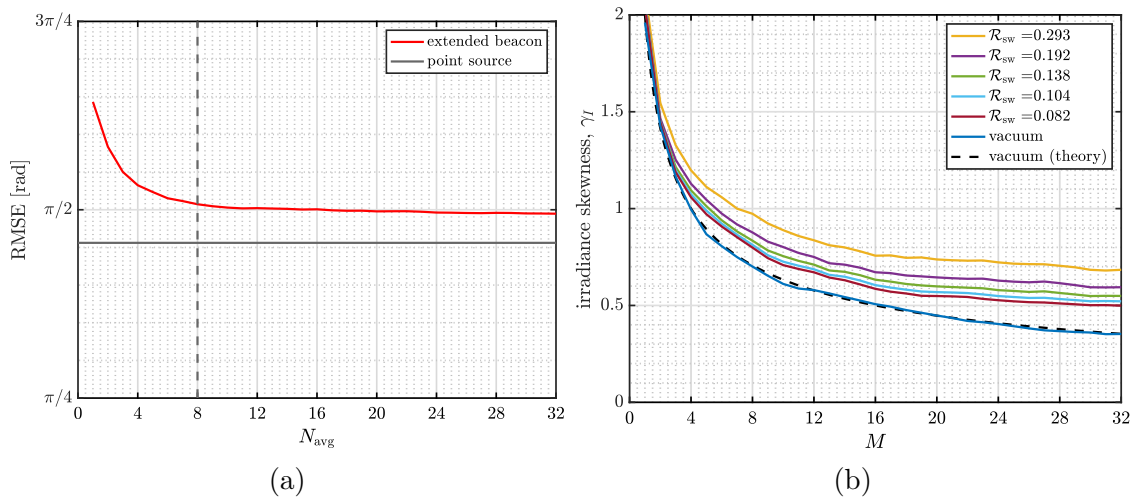 3π/4
π/2
π/4
RMSE [rad]
extended beacon
point source
0 4 8 12 16 20 24 28 32
N_avg
(a)
2
1.5
1
0.5
0
irradiance skewness, γ_I
ℛ_sw =0.293
ℛ_sw =0.192
ℛ_sw =0.138
ℛ_sw =0.104
ℛ_sw =0.082
vacuum
vacuum (theory)
0 4 8 12 16 20 24 28 32
M
(b)